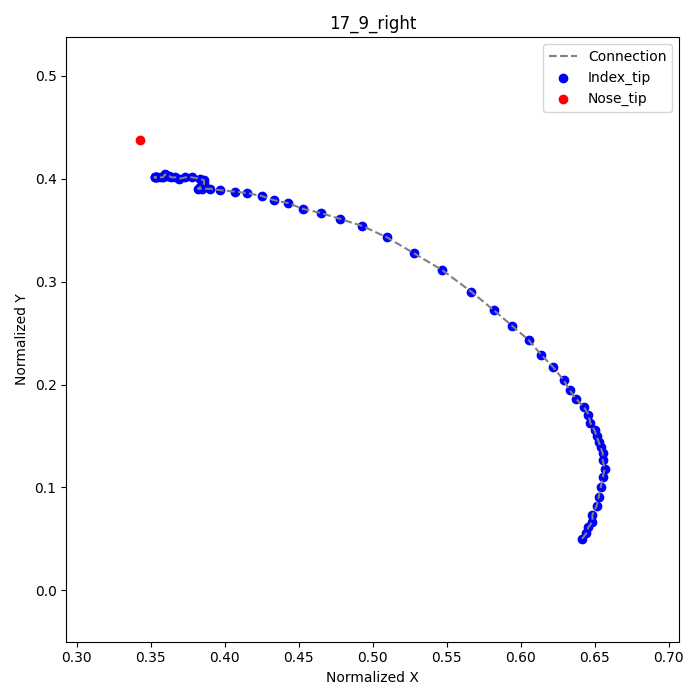 17_9_right
Connection
Index_tip
Nose_tip
Normalized Y
0.5
0.4
0.3
0.2
0.1
0.0
0.30 0.35 0.40 0.45 0.50 0.55 0.60 0.65 0.70
Normalized X